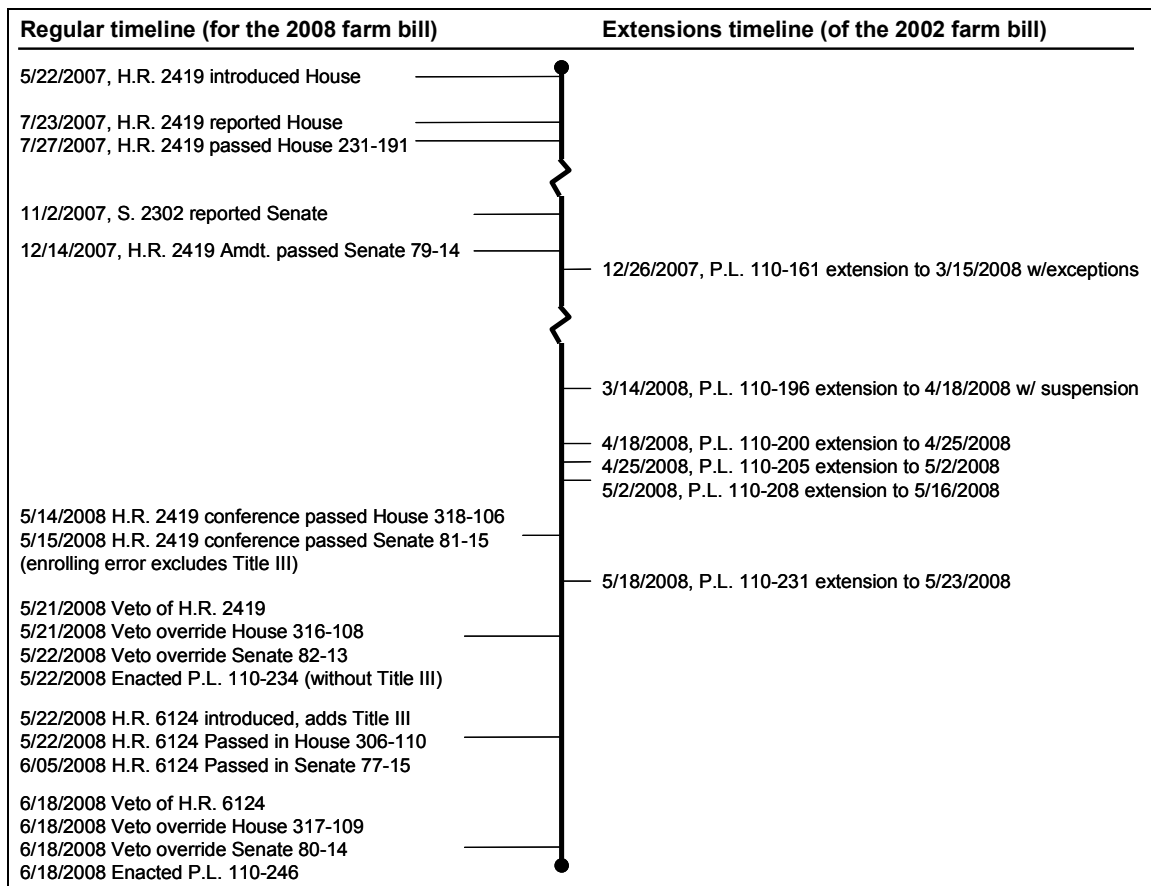 Regular timeline (for the 2008 farm bill)
Extensions timeline (of the 2002 farm bill)
5/22/2007, H.R. 2419 introduced House
7/23/2007, H.R. 2419 reported House
7/27/2007, H.R. 2419 passed House 231-191
11/2/2007, S. 2302 reported Senate
12/14/2007, H.R. 2419 Amdt. passed Senate 79-14
12/26/2007, P.L. 110-161 extension to 3/15/2008 w/exceptions
3/14/2008, P.L. 110-196 extension to 4/18/2008 w/ suspension
4/18/2008, P.L. 110-200 extension to 4/25/2008
4/25/2008, P.L. 110-205 extension to 5/2/2008
5/2/2008, P.L. 110-208 extension to 5/16/2008
5/14/2008 H.R. 2419 conference passed House 318-106
5/15/2008 H.R. 2419 conference passed Senate 81-15
(enrolling error excludes Title III)
5/18/2008, P.L. 110-231 extension to 5/23/2008
5/21/2008 Veto of H.R. 2419
5/21/2008 Veto override House 316-108
5/22/2008 Veto override Senate 82-13
5/22/2008 Enacted P.L. 110-234 (without Title III)
5/22/2008 H.R. 6124 introduced, adds Title III
5/22/2008 H.R. 6124 Passed in House 306-110
6/05/2008 H.R. 6124 Passed in Senate 77-15
6/18/2008 Veto of H.R. 6124
6/18/2008 Veto override House 317-109
6/18/2008 Veto override Senate 80-14
6/18/2008 Enacted P.L. 110-246